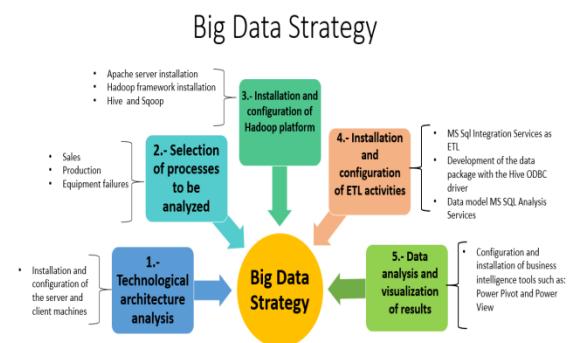 Big Data Strategy
• Apache server installation
• Hadoop framework installation
• Hive and Sqoop
3.- Installation and
configuration of
Hadoop platform
• Sales
• Production
• Equipment failures
2.- Selection of
processes to
be analyzed
4.- Installation
and
configuration
of ETL activities
• MS Sql Integration Services as
ETL
• Development of the data
package with the Hive ODBC
driver
• Data model MS SQL Analysis
Services
• Installation and
configuration of
the server and
client machines
1.-
Technological
architecture
analysis
Big Data
Strategy
5.- Data
analysis and
visualization
of results
• Configuration and
installation of business
intelligence tools such as:
Power Pivot and Power
View